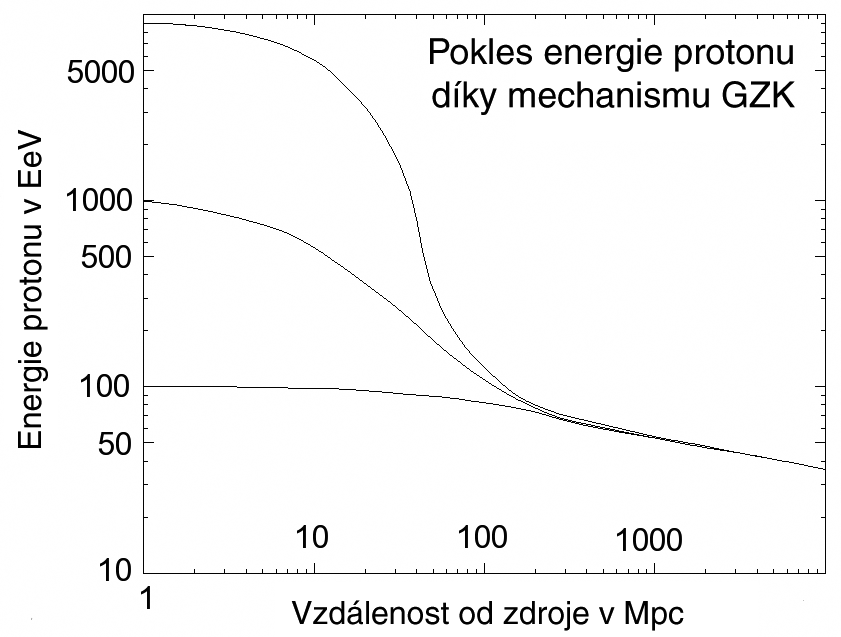 Pokles energie protonu
díky mechanismu GZK
Energie protonu v EeV
5000
1000
500
100
50
10
10 100 1000
1
Vzdálenost od zdroje v Mpc